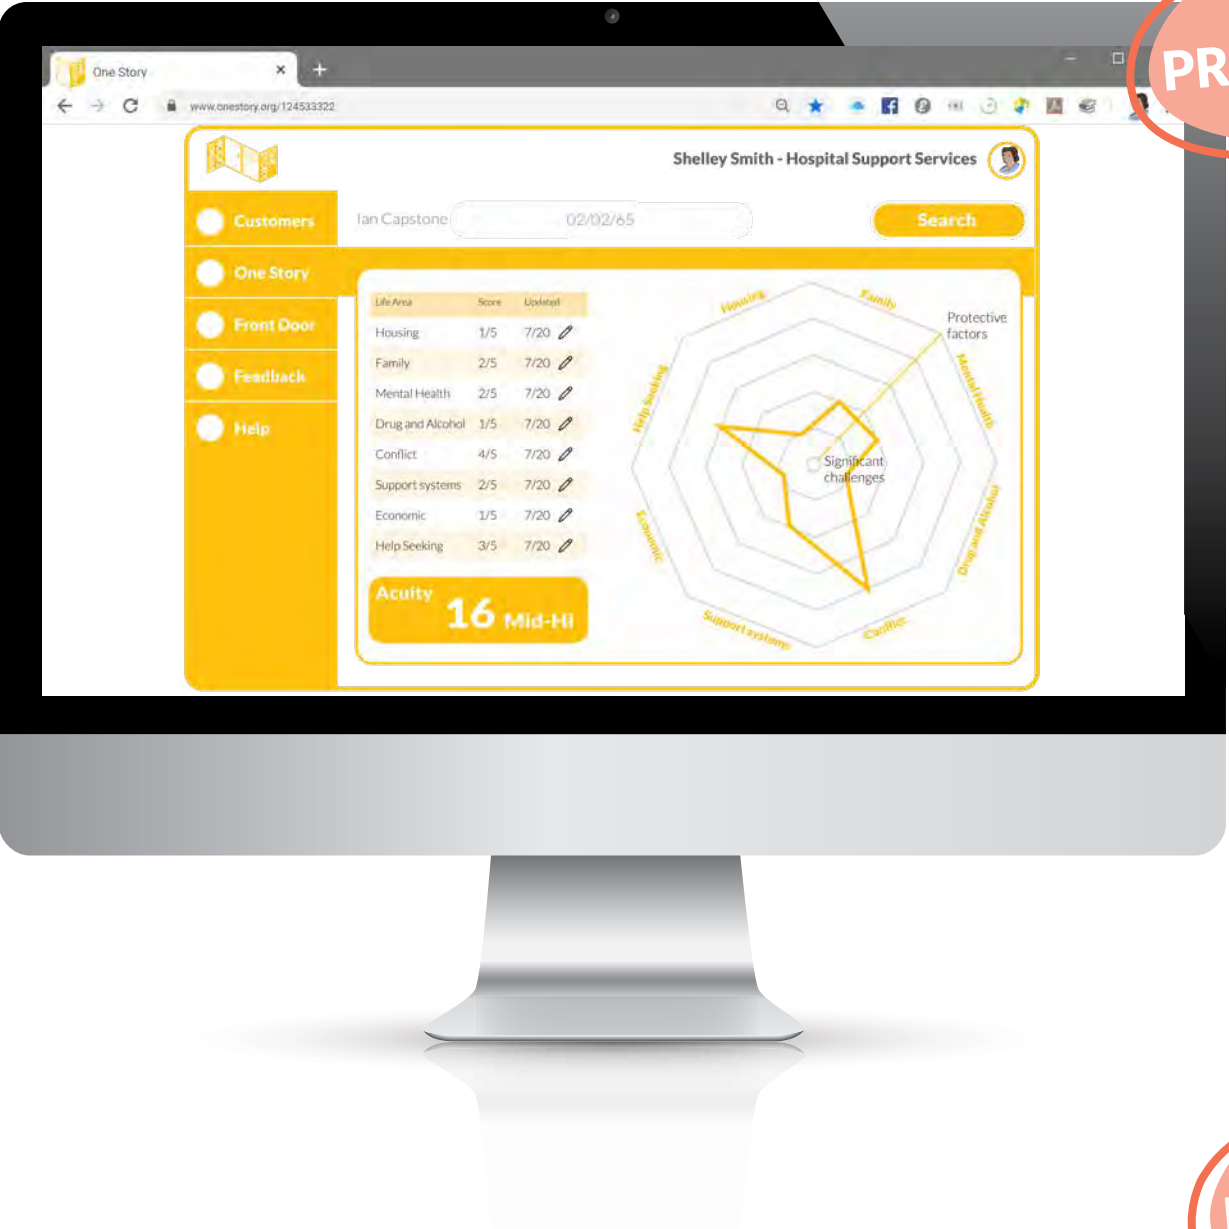 PR
One Story
www.onestory.org/124533322
Shelley Smith - Hospital Support Services
Customers
One Story
Front Door
Feedback
Help
Ian Capstone
02/02/65
Search
Life Area Score Updated
Housing 1/5 7/20
Family 2/5 7/20
Mental Health 2/5 7/20
Drug and Alcohol 1/5 7/20
Conflict 4/5 7/20
Support systems 2/5 7/20
Economic 1/5 7/20
Help Seeking 3/5 7/20
Acuity
16 Mid-Hi
Housing
Family
Protective
factors
Mental Health
Help Seeking
Significant
challenges
Drug and Alcohol
Economic
Support systems
Conflict